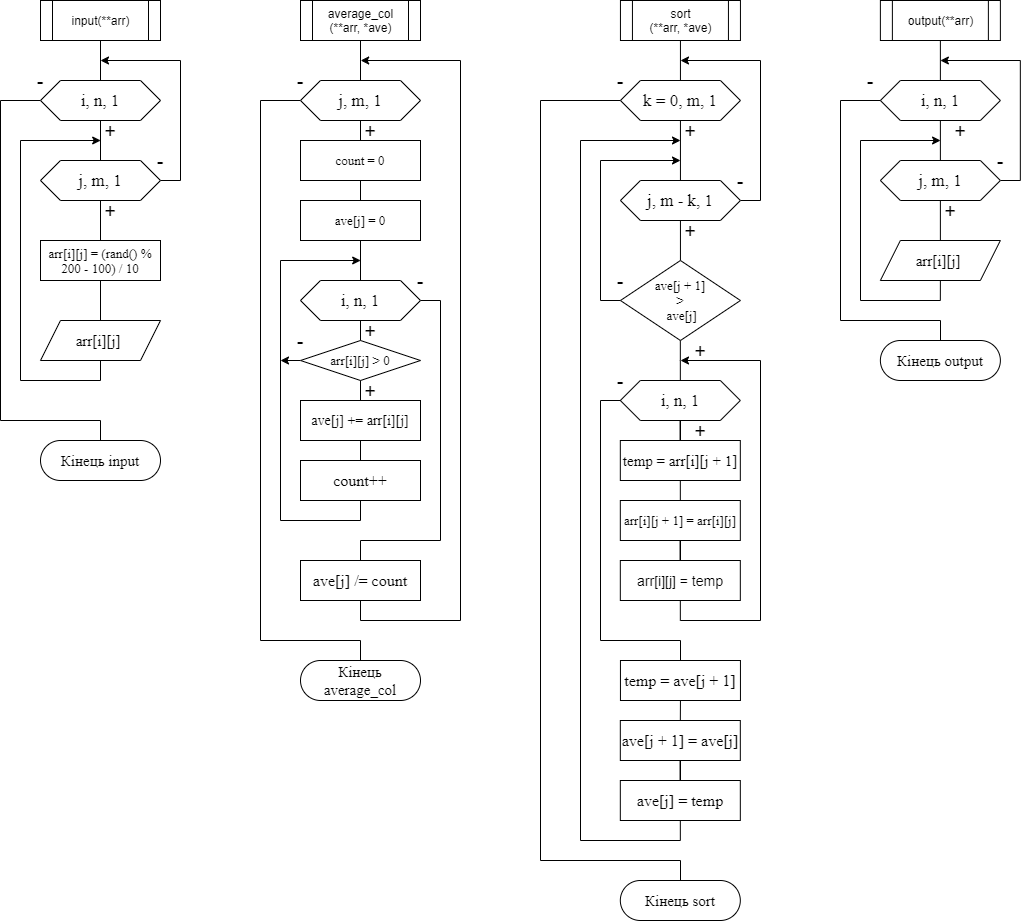 input(**arr)
-
i, n, 1
+
j, m, 1
-
+
arr[i][j] = (rand() %
200 - 100) / 10
arr[i][j]
Кінець input
average_col
(**arr, *ave)
-
j, m, 1
+
count = 0
ave[j] = 0
i, n, 1
-
+
-
arr[i][j] > 0
+
ave[j] += arr[i][j]
count++
ave[j] /= count
Кінець
average_col
sort
(**arr, *ave)
-
k = 0, m, 1
+
j, m - k, 1
-
+
-
ave[j + 1]
>
ave[j]
+
-
i, n, 1
+
temp = arr[i][j + 1]
arr[i][j + 1] = arr[i][j]
arr[i][j] = temp
temp = ave[j + 1]
ave[j + 1] = ave[j]
ave[j] = temp
Кінець sort
output(**arr)
-
i, n, 1
+
j, m, 1
-
+
arr[i][j]
Кінець output